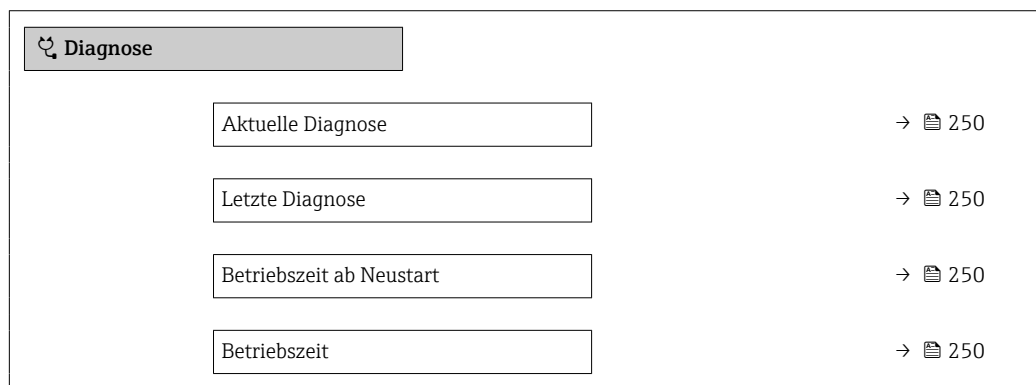 Diagnose
Aktuelle Diagnose → 250
Letzte Diagnose → 250
Betriebszeit ab Neustart → 250
Betriebszeit → 250